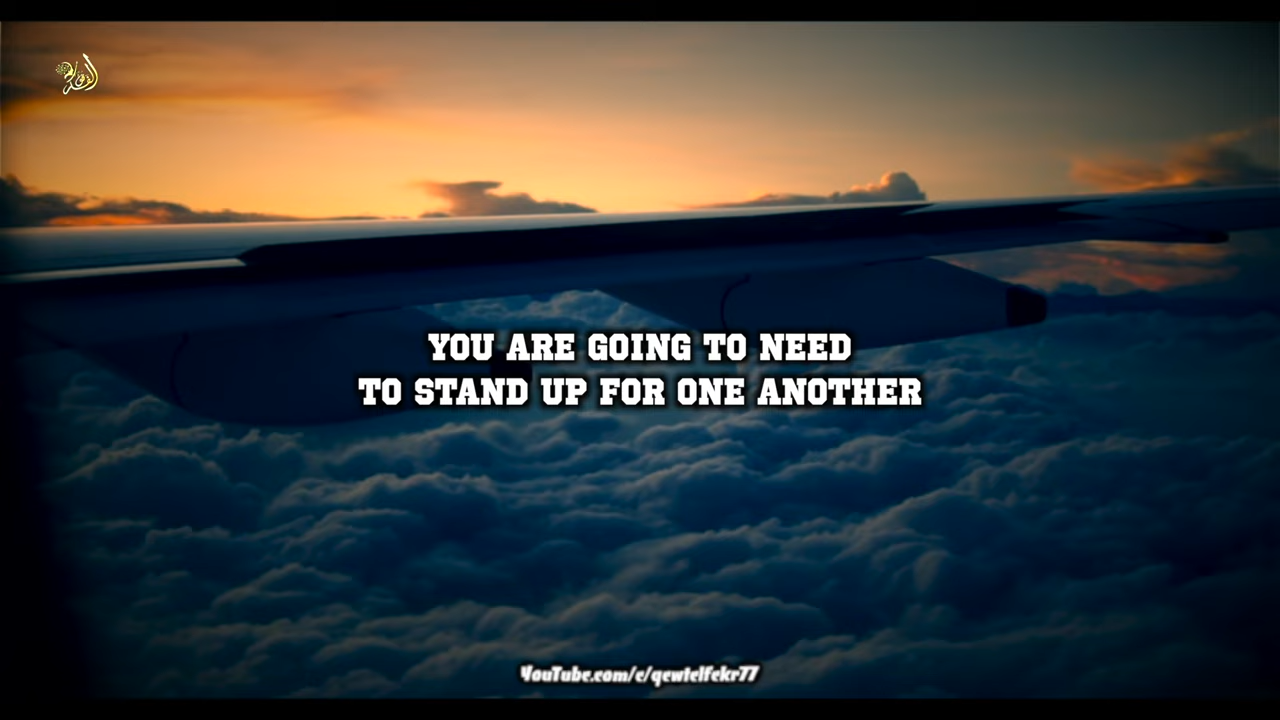 YOU ARE GOING TO NEED
TO STAND UP FOR ONE ANOTHER
YouTube.com/c/qewtelfekr77